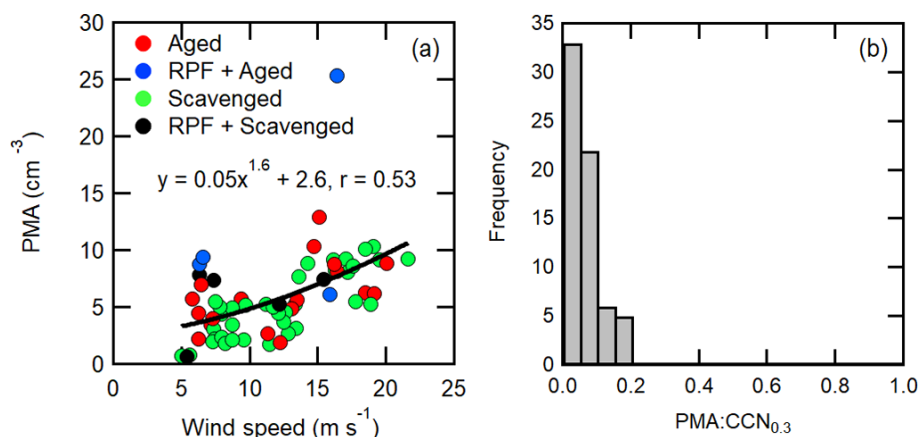 30
25
20
15
10
5
0
PMA (cm⁻³)
(a)
Aged
RPF + Aged
Scavenged
RPF + Scavenged
y = 0.05x^1.6 + 2.6, r = 0.53
0 5 10 15 20 25
Wind speed (m s⁻¹)
35
30
25
20
15
10
5
0
Frequency
(b)
0.0 0.2 0.4 0.6 0.8 1.0
PMA:CCN₀.₃